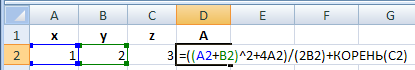 A B C D E F G H
1 x y z A
2 1 2 3 =((A2+B2)^2+4A2)/(2B2)+КОРЕНЬ(C2)